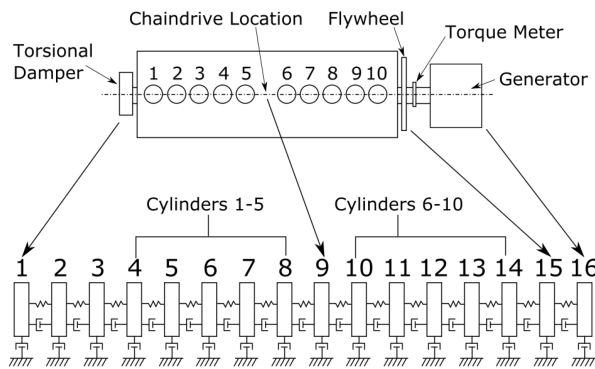 Chaindrive Location
Flywheel
Torque Meter
Torsional
Damper
Generator
1 2 3 4 5 6 7 8 9 10
Cylinders 1-5
Cylinders 6-10
1 2 3 4 5 6 7 8 9 10 11 12 13 14 15 16